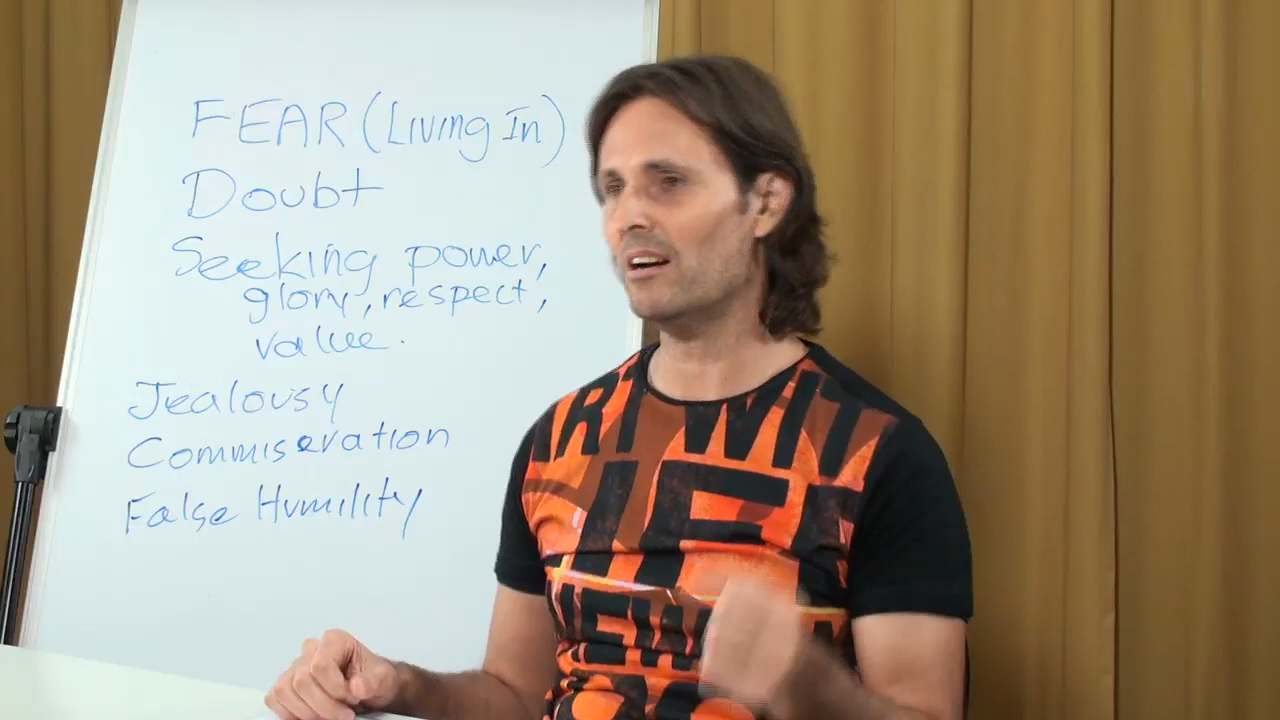 FEAR (Living In)
Doubt
Seeking power,
glory, respect,
value.
Jealousy
Commiseration
False Humility